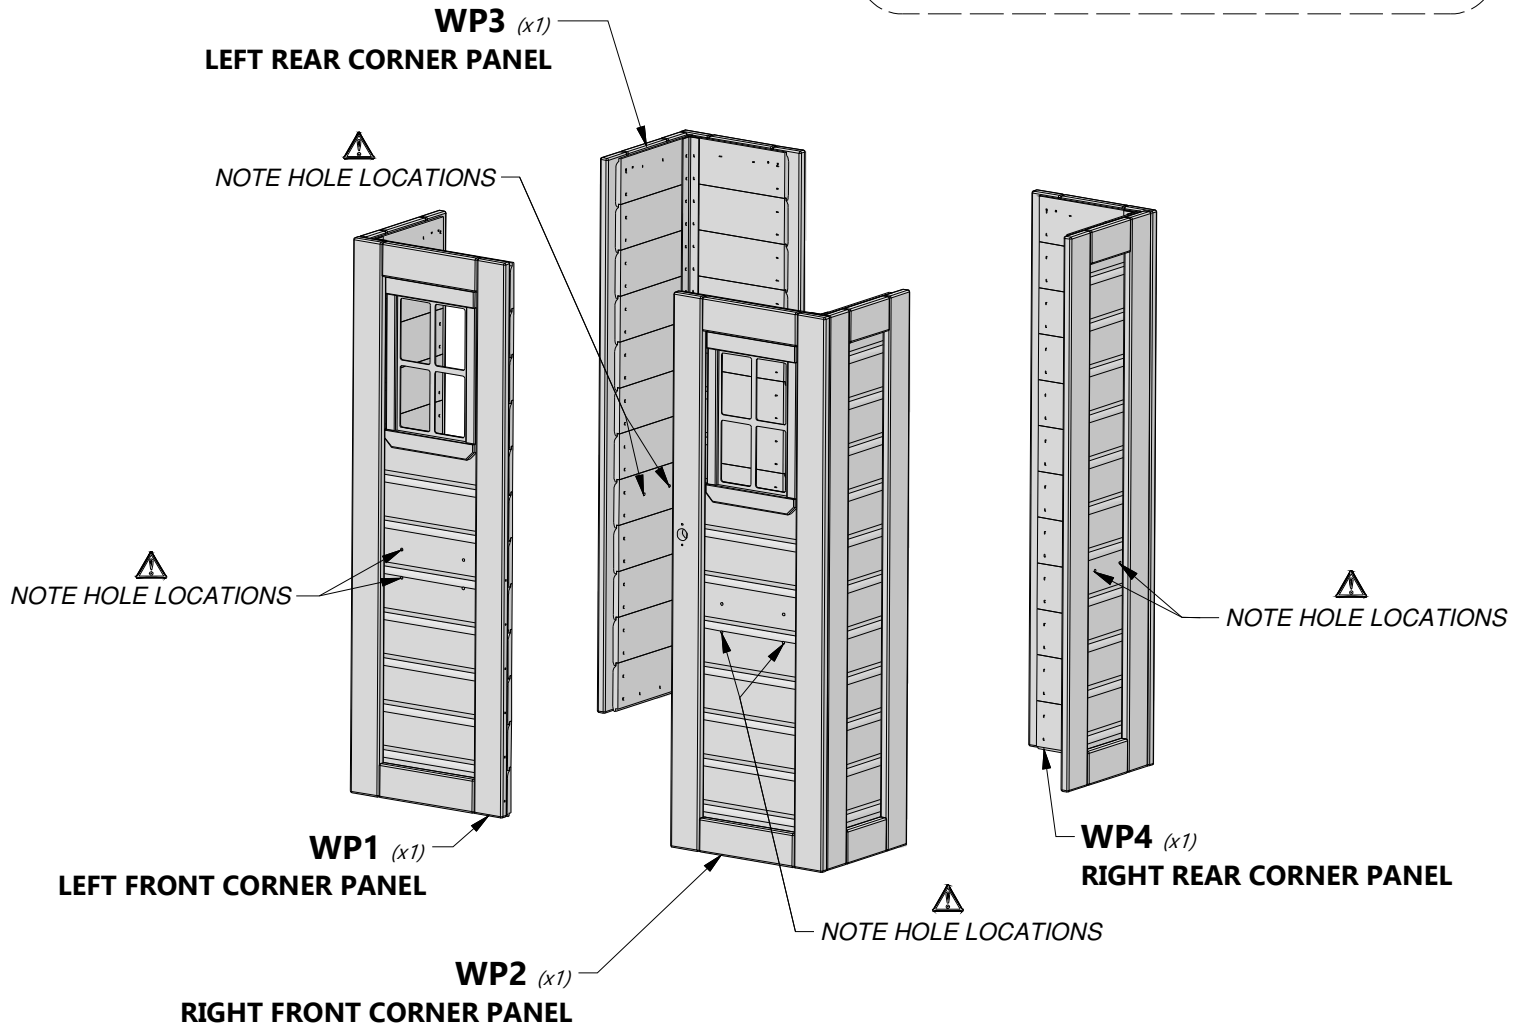 WP3 (x1)
LEFT REAR CORNER PANEL
NOTE HOLE LOCATIONS
NOTE HOLE LOCATIONS
NOTE HOLE LOCATIONS
WP1 (x1)
LEFT FRONT CORNER PANEL
WP4 (x1)
RIGHT REAR CORNER PANEL
NOTE HOLE LOCATIONS
WP2 (x1)
RIGHT FRONT CORNER PANEL